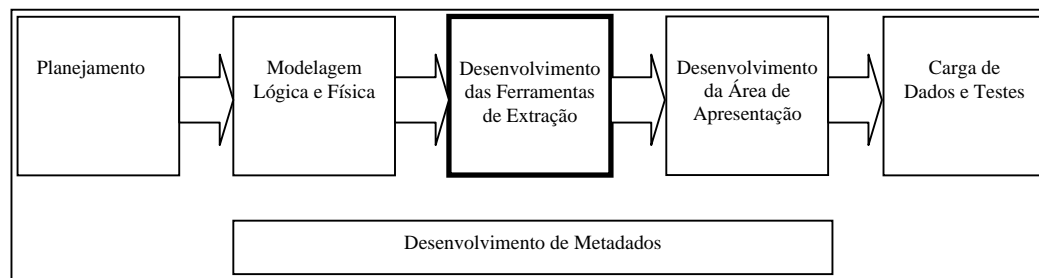 Planejamento
Modelagem
Lógica e Física
Desenvolvimento
das Ferramentas
de Extração
Desenvolvimento
da Área de
Apresentação
Carga de
Dados e Testes
Desenvolvimento de Metadados